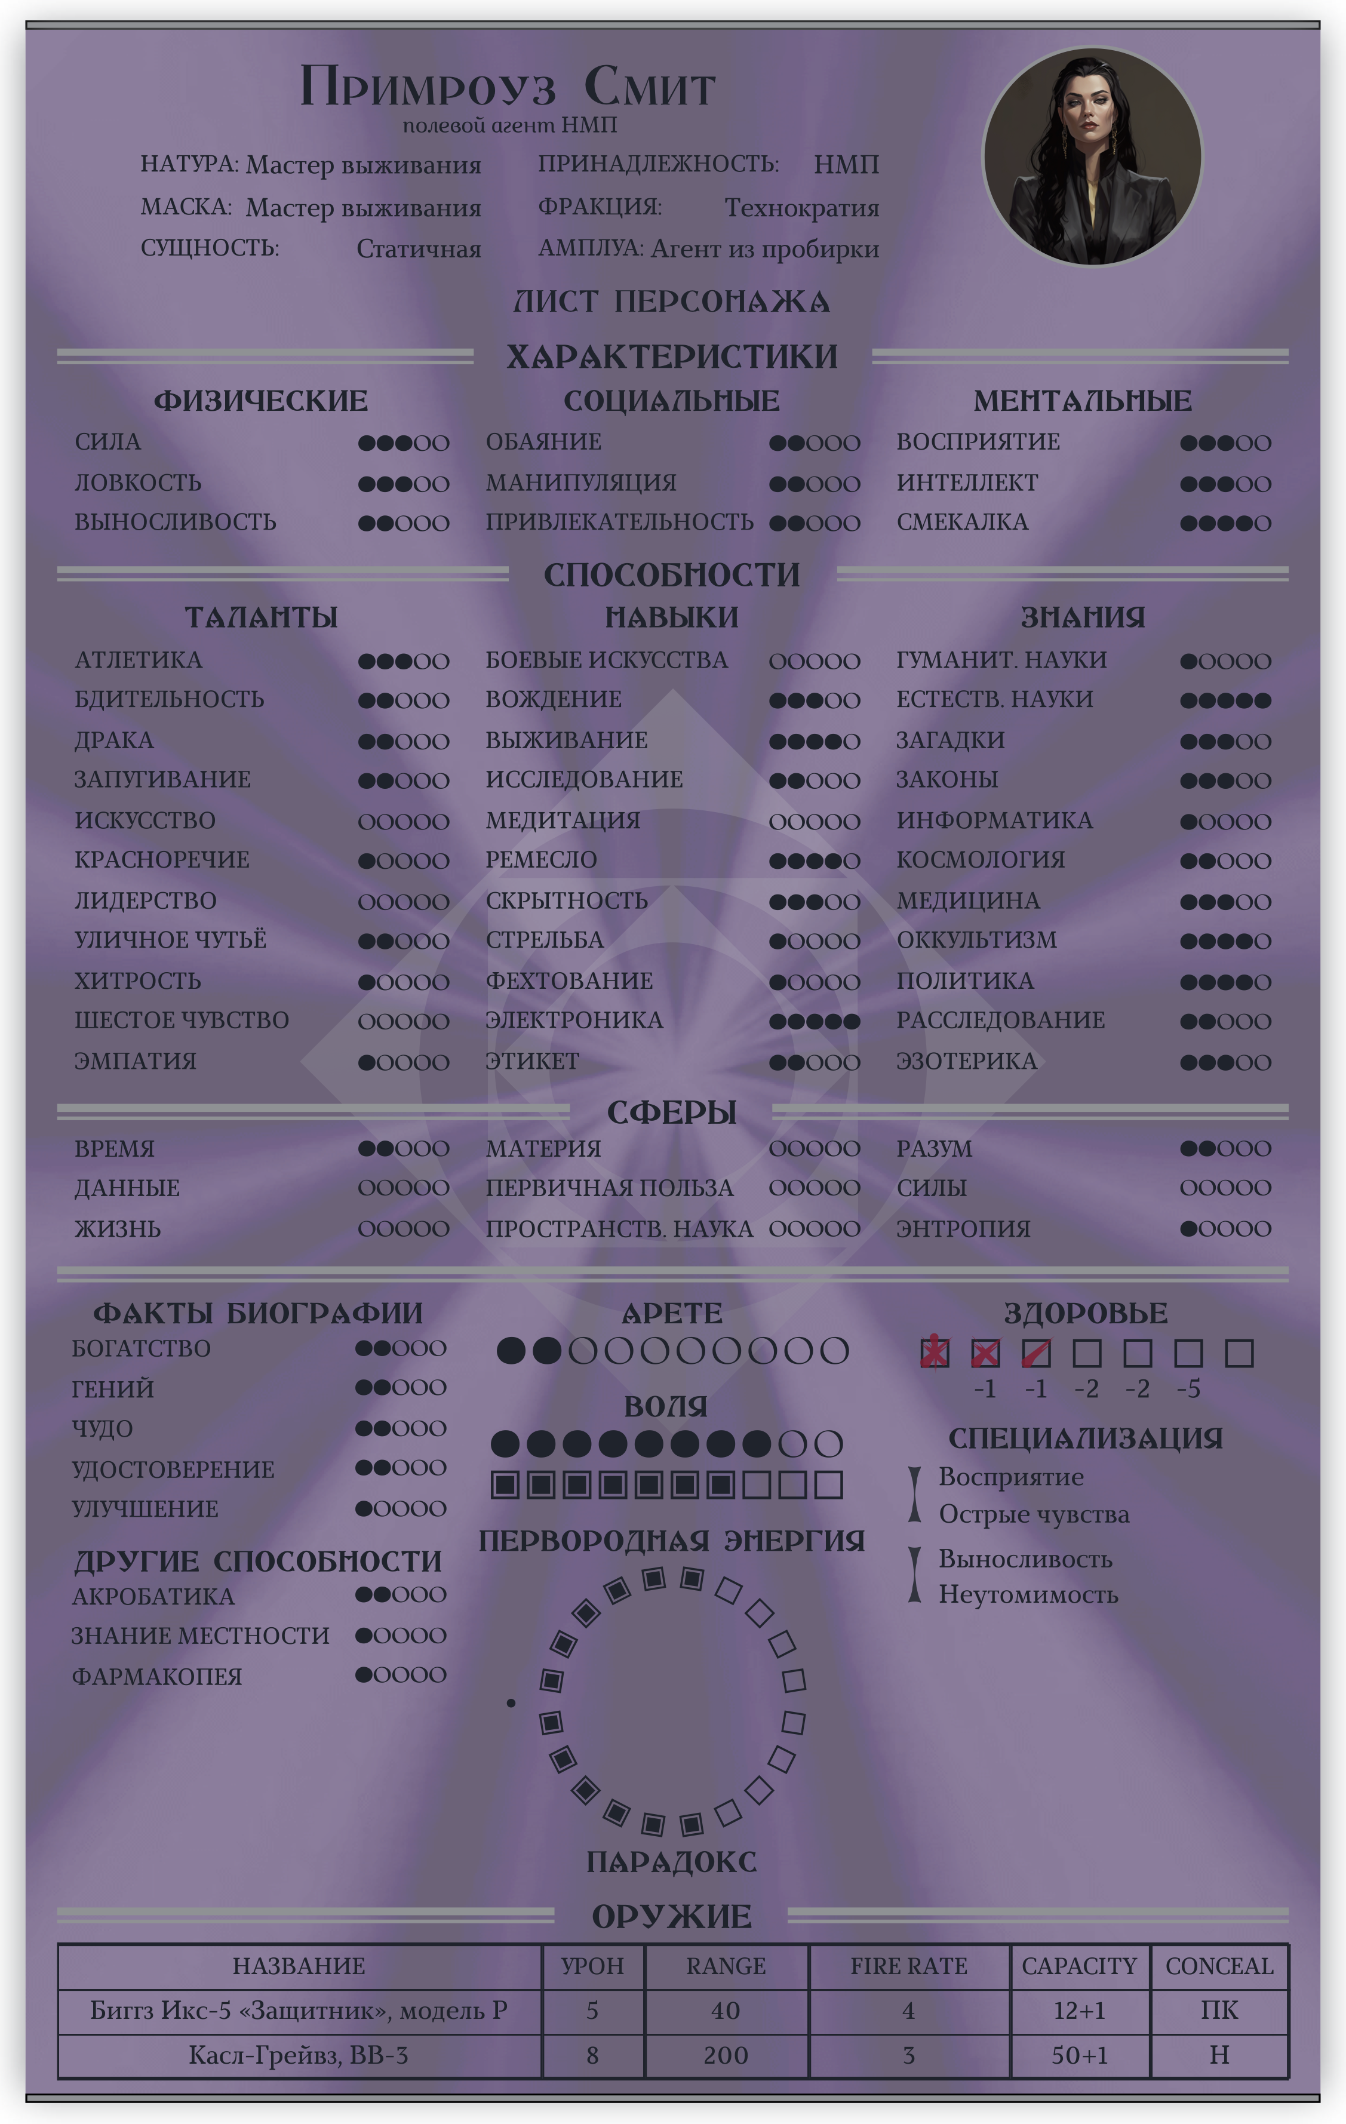 Примроуз Смит
полевой агент НМП
НАТУРА: Мастер выживания ПРИНАДЛЕЖНОСТЬ: НМП
МАСКА: Мастер выживания ФРАКЦИЯ: Технократия
СУЩНОСТЬ: Статичная АМПЛУА: Агент из пробирки
ЛИСТ ПЕРСОНАЖА
ХАРАКТЕРИСТИКИ
ФИЗИЧЕСКИЕ СОЦИАЛЬНЫЕ МЕНТАЛЬНЫЕ
СИЛА ОБАЯНИЕ ВОСПРИЯТИЕ
ЛОВКОСТЬ МАНИПУЛЯЦИЯ ИНТЕЛЛЕКТ
ВЫНОСЛИВОСТЬ ПРИВЛЕКАТЕЛЬНОСТЬ СМЕКАЛКА
СПОСОБНОСТИ
ТАЛАНТЫ НАВЫКИ ЗНАНИЯ
АТЛЕТИКА БОЕВЫЕ ИСКУССТВА ГУМАНИТ. НАУКИ
БДИТЕЛЬНОСТЬ ВОЖДЕНИЕ ЕСТЕСТВ. НАУКИ
ДРАКА ВЫЖИВАНИЕ ЗАГАДКИ
ЗАПУГИВАНИЕ ИССЛЕДОВАНИЕ ЗАКОНЫ
ИСКУССТВО МЕДИТАЦИЯ ИНФОРМАТИКА
КРАСНОРЕЧИЕ РЕМЕСЛО КОСМОЛОГИЯ
ЛИДЕРСТВО СКРЫТНОСТЬ МЕДИЦИНА
УЛИЧНОЕ ЧУТЬЁ СТРЕЛЬБА ОККУЛЬТИЗМ
ХИТРОСТЬ ФЕХТОВАНИЕ ПОЛИТИКА
ШЕСТОЕ ЧУВСТВО ЭЛЕКТРОНИКА РАССЛЕДОВАНИЕ
ЭМПАТИЯ ЭТИКЕТ ЭЗОТЕРИКА
СФЕРЫ
ВРЕМЯ МАТЕРИЯ РАЗУМ
ДАННЫЕ ПЕРВИЧНАЯ ПОЛЬЗА СИЛЫ
ЖИЗНЬ ПРОСТРАНСТВ. НАУКА ЭНТРОПИЯ
ФАКТЫ БИОГРАФИИ
БОГАТСТВО
ГЕНИЙ
ЧУДО
УДОСТОВЕРЕНИЕ
УЛУЧШЕНИЕ
ДРУГИЕ СПОСОБНОСТИ
АКРОБАТИКА
ЗНАНИЕ МЕСТНОСТИ
ФАРМАКОПЕЯ
АРЕТЕ
ВОЛЯ
ПЕРВОРОДНАЯ ЭНЕРГИЯ
ПАРАДОКС
ЗДОРОВЬЕ
-1 -1 -2 -2 -5
СПЕЦИАЛИЗАЦИЯ
Восприятие
Острые чувства
Выносливость
Неутомимость
ОРУЖИЕ
НАЗВАНИЕ УРОН RANGE FIRE RATE CAPACITY CONCEAL
Биггз Икс-5 «Защитник», модель Р 5 40 4 12+1 ПК
Касл-Грейвз, ВВ-3 8 200 3 50+1 Н